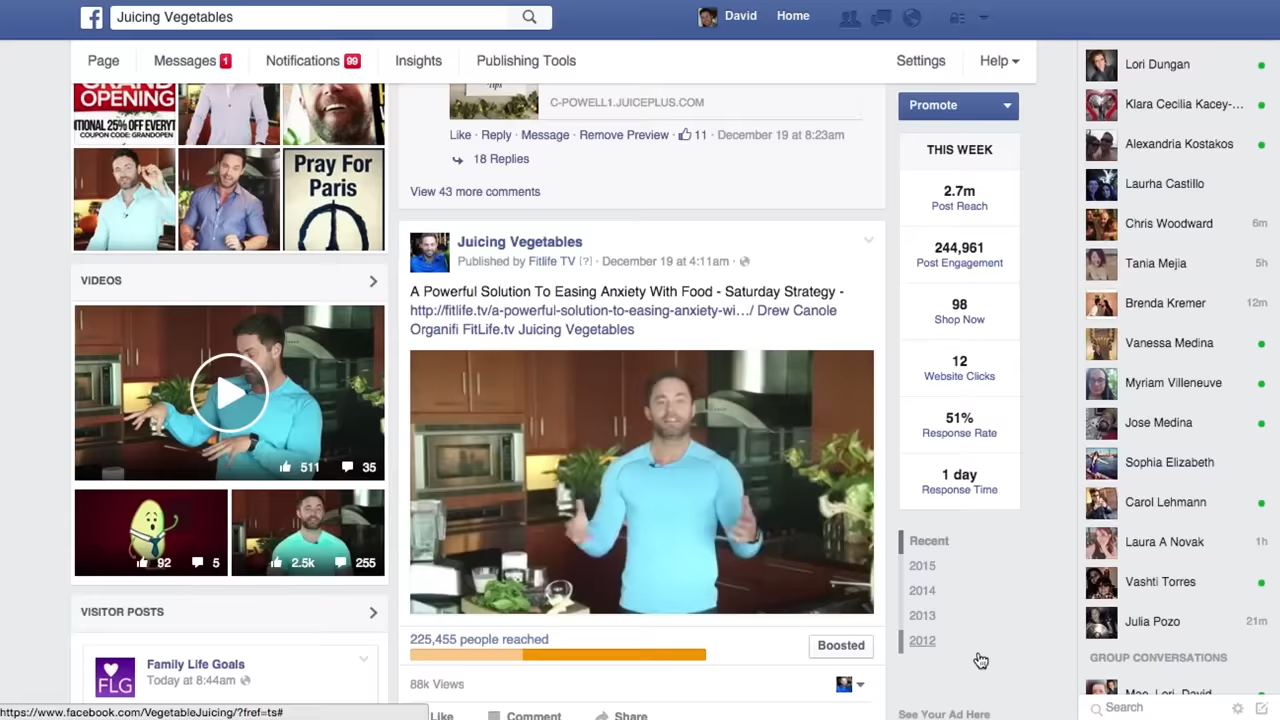 Juicing Vegetables
David Home
Page Messages 1 Notifications 99 Insights Publishing Tools Settings Help
GRAND
OPENING
COUPON CODE: GRANDOPEN
Pray For
Paris
VIDEOS
511 35
92 5 2.5k 255
VISITOR POSTS
FLG
Family Life Goals
Today at 8:44am
https://www.facebook.com/VegetableJuicing/?fref=ts#
Tips
C-POWELL1.JUICEPLUS.COM
Like · Reply · Message · Remove Preview · 11 · December 19 at 8:23am
18 Replies
View 43 more comments
Juicing Vegetables
Published by Fitlife TV [?] · December 19 at 4:11am ·
A Powerful Solution To Easing Anxiety With Food - Saturday Strategy -
http://fitlife.tv/a-powerful-solution-to-easing-anxiety-wi…/ Drew Canole
Organifi FitLife.tv Juicing Vegetables
225,455 people reached
Boosted
88k Views
Like Comment Share
Promote
THIS WEEK
2.7m
Post Reach
244,961
Post Engagement
98
Shop Now
12
Website Clicks
51%
Response Rate
1 day
Response Time
Recent
2015
2014
2013
2012
See Your Ad Here
Lori Dungan
Klara Cecilia Kacey-...
Alexandria Kostakos
Laurha Castillo
Chris Woodward 6m
Tania Mejia 5h
Brenda Kremer 12m
Vanessa Medina
Myriam Villeneuve
Jose Medina
Sophia Elizabeth
Carol Lehmann
Laura A Novak 1h
Vashti Torres
Julia Pozo 21m
GROUP CONVERSATIONS
Mae, Lori, David
Search